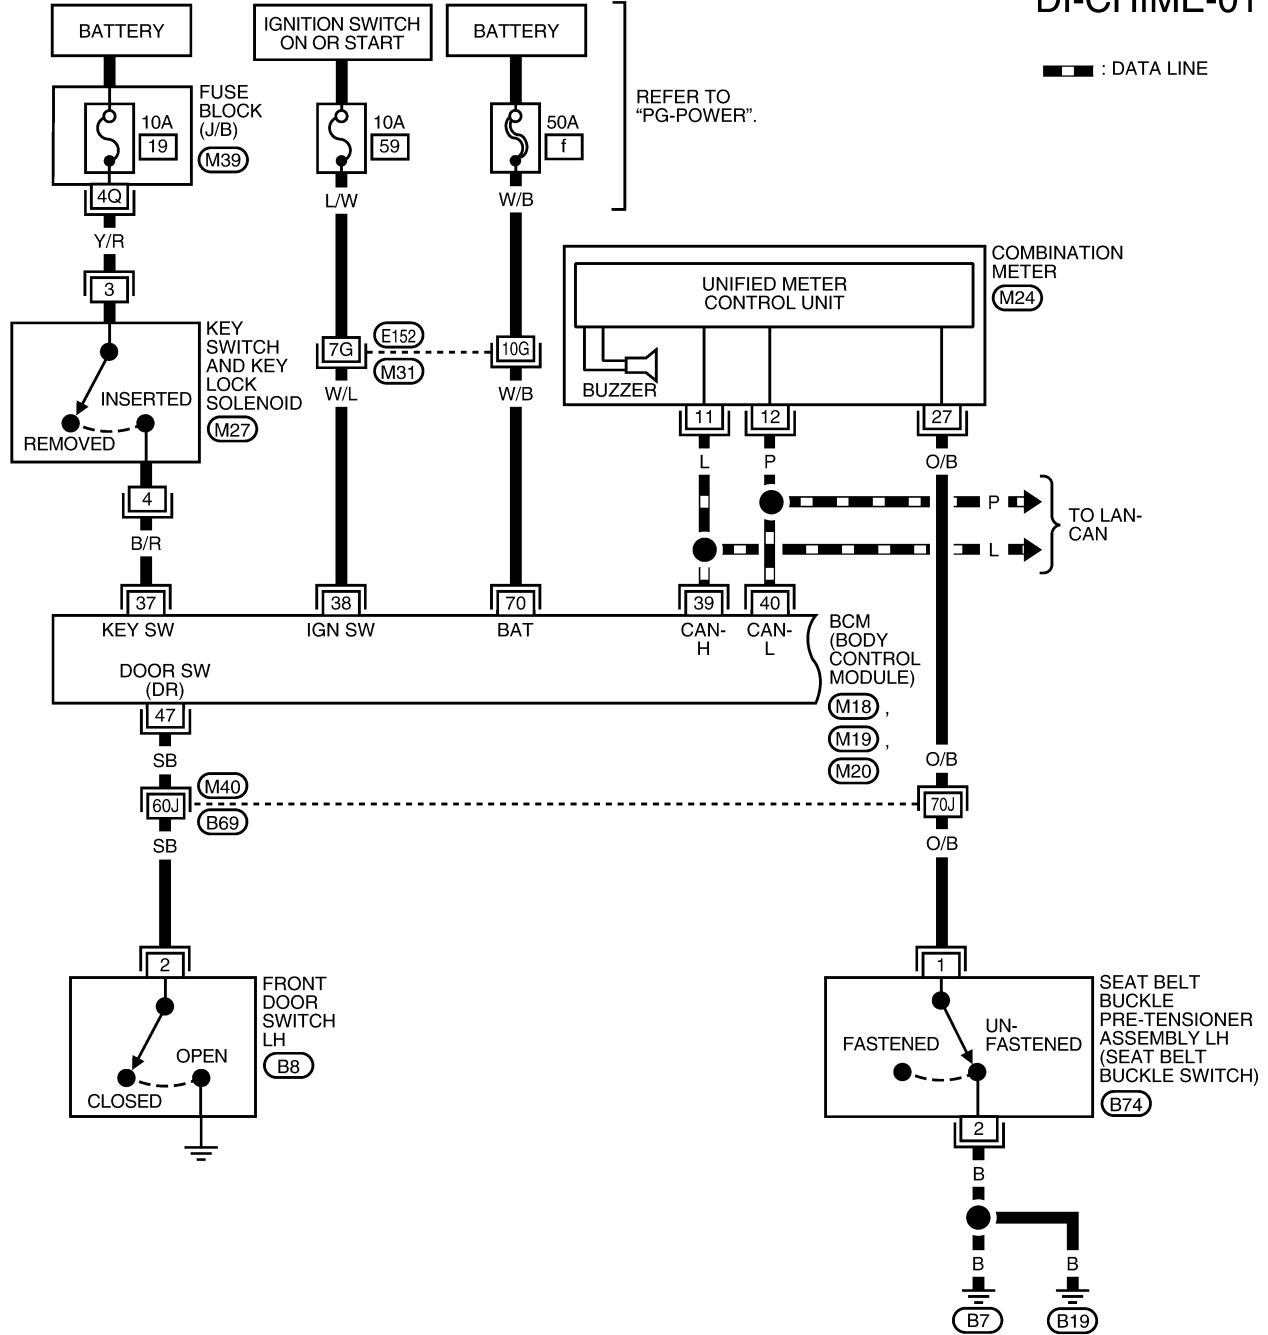 DI-CHIME-01
: DATA LINE
BATTERY
IGNITION SWITCH
ON OR START
BATTERY
REFER TO
“PG-POWER”.
FUSE
BLOCK
(J/B)
M39
10A
19
10A
59
50A
f
4Q
Y/R
L/W
W/B
3
KEY
SWITCH
AND KEY
LOCK
SOLENOID
M27
INSERTED
REMOVED
4
B/R
7G
E152
M31
10G
W/L
W/B
COMBINATION
METER
M24
UNIFIED METER
CONTROL UNIT
BUZZER
11
12
27
L
P
O/B
P
L
TO LAN-
CAN
37
38
70
39
40
KEY SW
IGN SW
BAT
CAN-
H
CAN-
L
DOOR SW
(DR)
BCM
(BODY
CONTROL
MODULE)
M18 ,
M19 ,
M20
47
SB
60J
M40
B69
SB
O/B
70J
O/B
2
FRONT
DOOR
SWITCH
LH
B8
OPEN
CLOSED
1
SEAT BELT
BUCKLE
PRE-TENSIONER
ASSEMBLY LH
(SEAT BELT
BUCKLE SWITCH)
B74
FASTENED
UN-
FASTENED
2
B
B
B
B7
B19